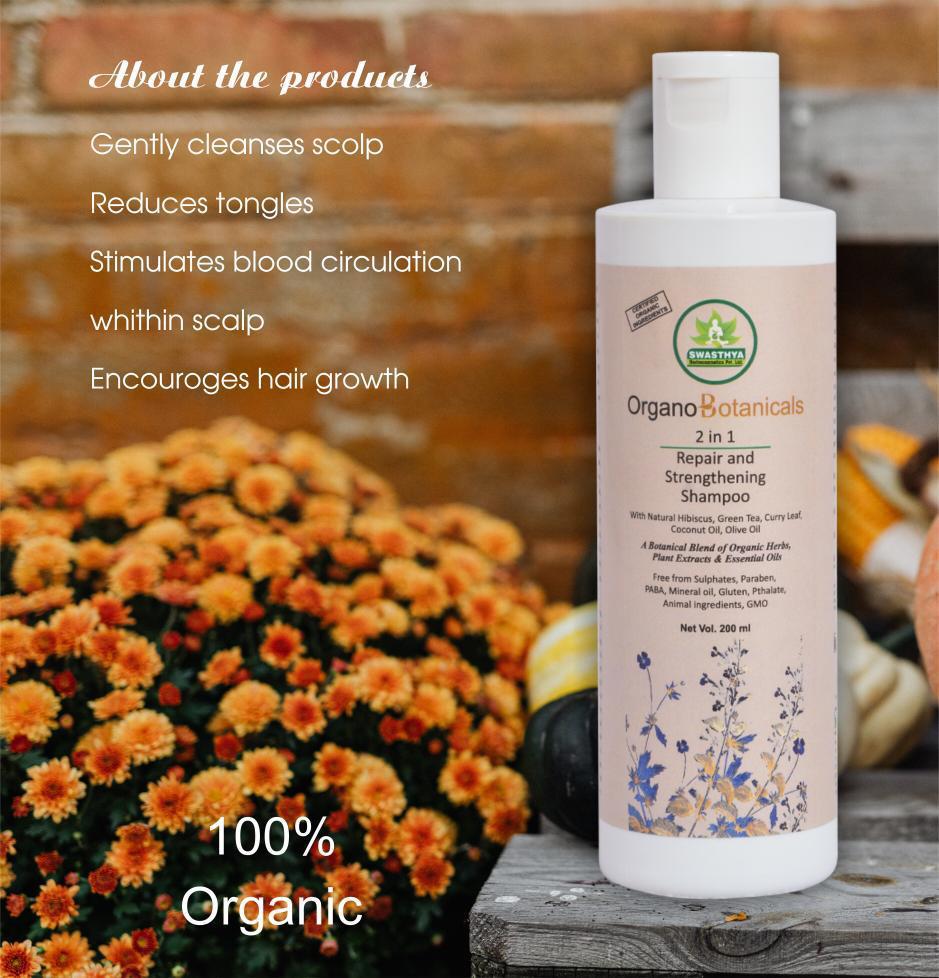 About the products
Gently cleanses scolp
Reduces tongles
Stimulates blood circulation
whithin scalp
Encouroges hair growth
100%
Organic
CERTIFIED
ORGANIC
INGREDIENTS
SWASTHYA
OrganoBotanicals
2 in 1
Repair and
Strengthening
Shampoo
With Natural Hibiscus, Green Tea, Curry Leaf,
Coconut Oil, Olive Oil
A Botanical Blend of Organic Herbs,
Plant Extracts & Essential Oils
Free from Sulphates, Paraben,
PABA, Mineral oil, Gluten, Pthalate,
Animal ingredients, GMO
Net Vol. 200 ml